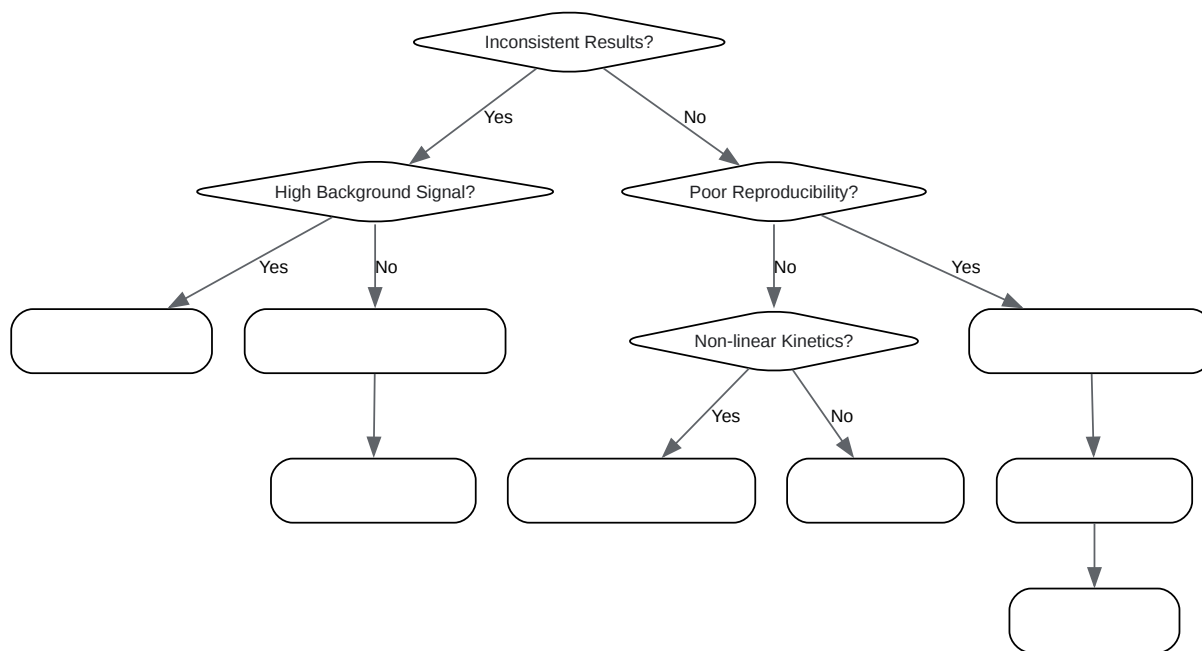 Inconsistent Results?
Yes
No
High Background Signal?
Poor Reproducibility?
Yes
No
No
Yes
Non-linear Kinetics?
Yes
No